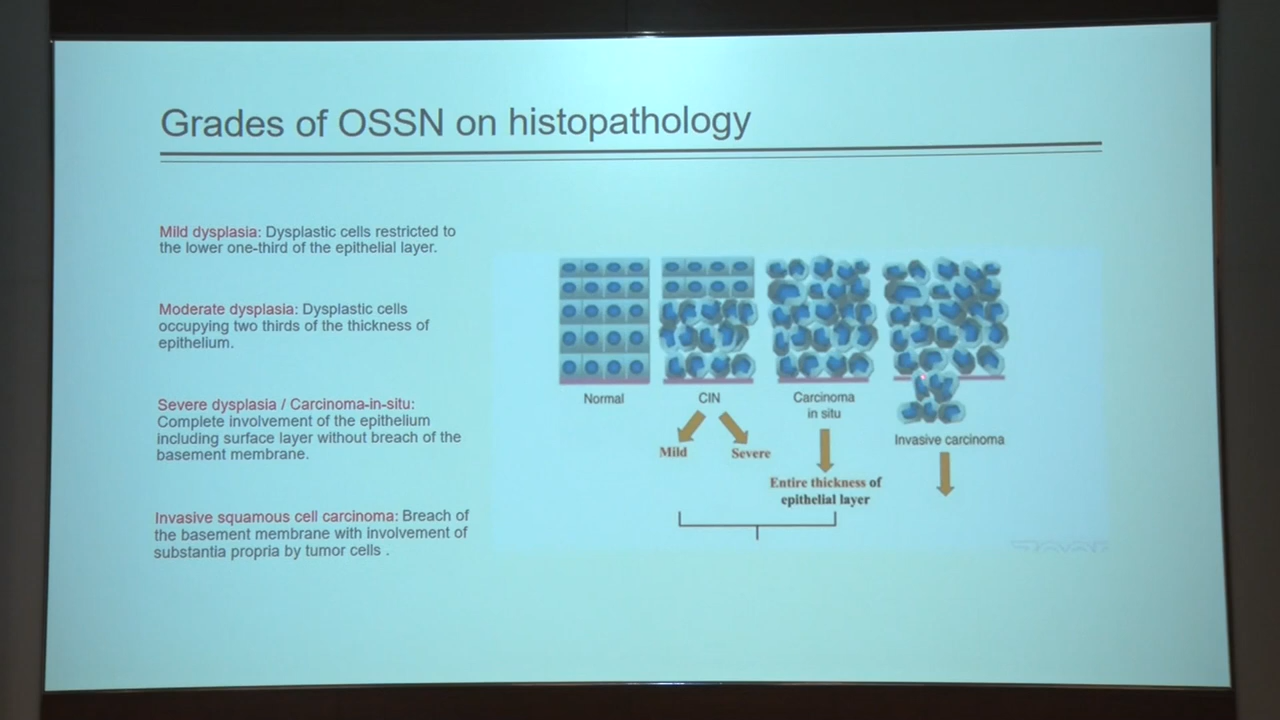 Grades of OSSN on histopathology
Mild dysplasia: Dysplastic cells restricted to
the lower one-third of the epithelial layer.
Moderate dysplasia: Dysplastic cells
occupying two thirds of the thickness of
epithelium.
Severe dysplasia / Carcinoma-in-situ:
Complete involvement of the epithelium
including surface layer without breach of the
basement membrane.
Invasive squamous cell carcinoma: Breach of
the basement membrane with involvement of
substantia propria by tumor cells .
Normal
CIN
Carcinoma
in situ
Invasive carcinoma
Mild
Severe
Entire thickness of
epithelial layer